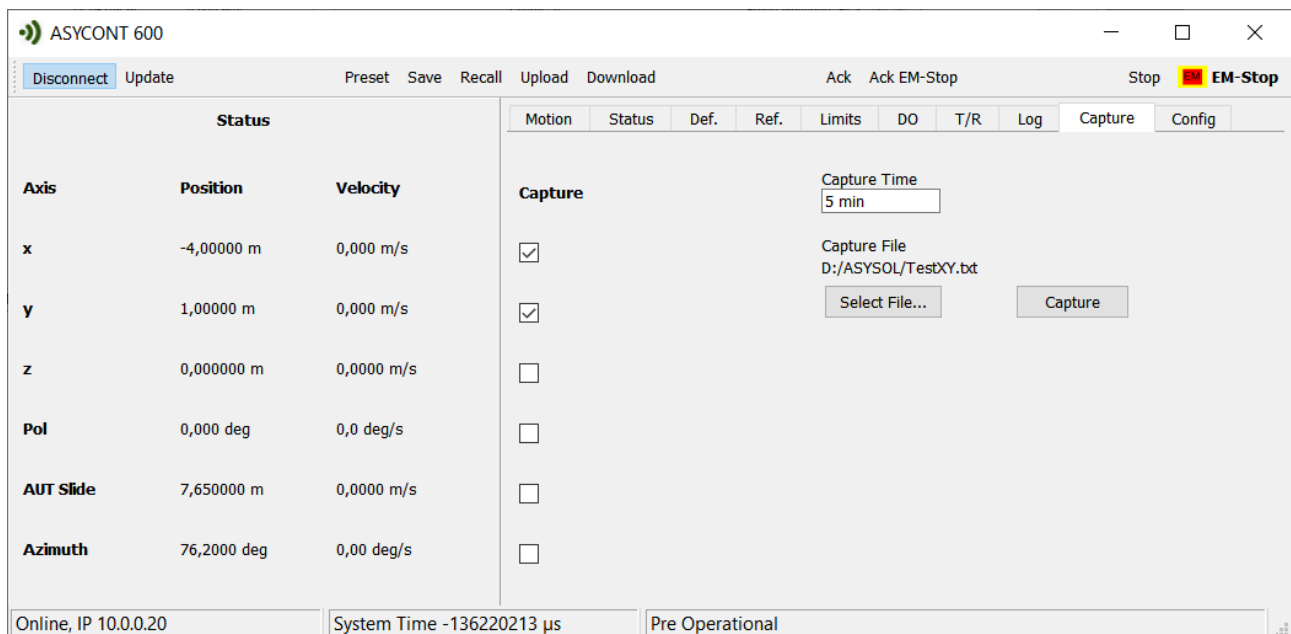 ASYCONT 600
Disconnect Update Preset Save Recall Upload Download Ack Ack EM-Stop Stop EM EM-Stop
Status
Motion Status Def. Ref. Limits DO T/R Log Capture Config
Axis Position Velocity
Capture
Capture Time
5 min
x -4,00000 m 0,000 m/s
Capture File
D:/ASYSOL/TestXY.txt
Select File... Capture
y 1,00000 m 0,000 m/s
z 0,000000 m 0,0000 m/s
Pol 0,000 deg 0,0 deg/s
AUT Slide 7,650000 m 0,0000 m/s
Azimuth 76,2000 deg 0,00 deg/s
Online, IP 10.0.0.20 System Time -136220213 µs Pre Operational